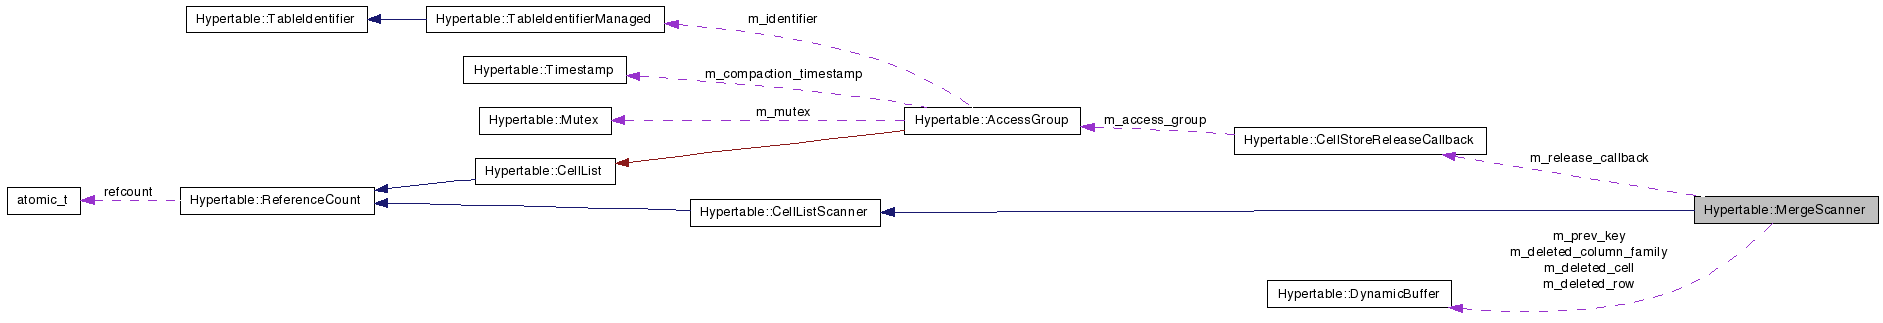 Hypertable::TableIdentifier
Hypertable::TableIdentifierManaged
m_identifier
Hypertable::Timestamp
m_compaction_timestamp
Hypertable::Mutex
m_mutex
Hypertable::AccessGroup
m_access_group
Hypertable::CellStoreReleaseCallback
m_release_callback
Hypertable::CellList
atomic_t
refcount
Hypertable::ReferenceCount
Hypertable::CellListScanner
Hypertable::MergeScanner
m_prev_key
m_deleted_column_family
m_deleted_cell
m_deleted_row
Hypertable::DynamicBuffer